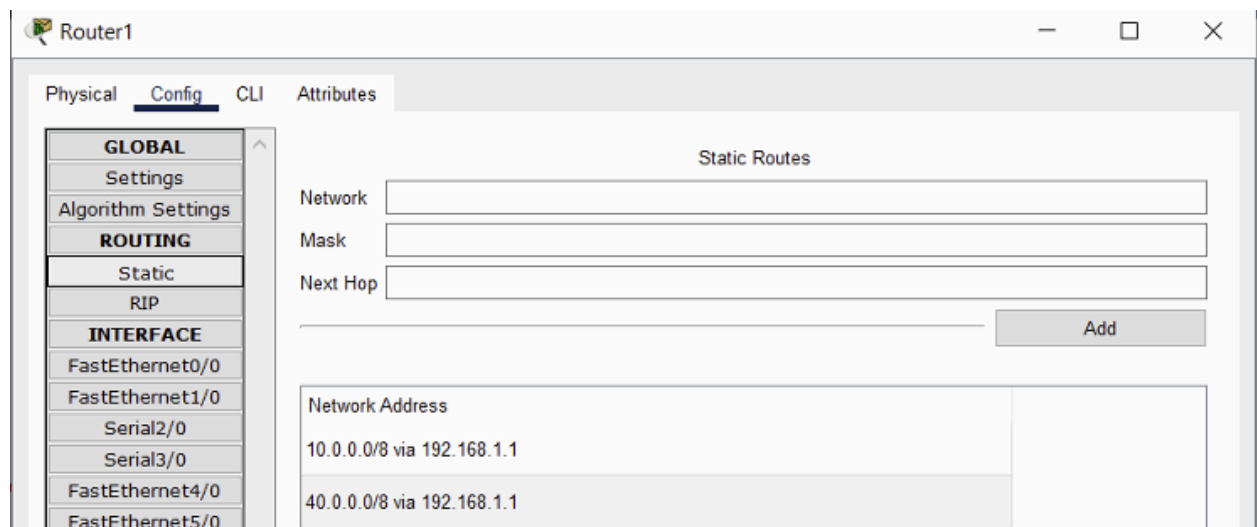 Router1
Physical Config CLI Attributes
GLOBAL
Settings
Algorithm Settings
ROUTING
Static
RIP
INTERFACE
FastEthernet0/0
FastEthernet1/0
Serial2/0
Serial3/0
FastEthernet4/0
FastEthernet5/0
Static Routes
Network
Mask
Next Hop
Add
Network Address
10.0.0.0/8 via 192.168.1.1
40.0.0.0/8 via 192.168.1.1